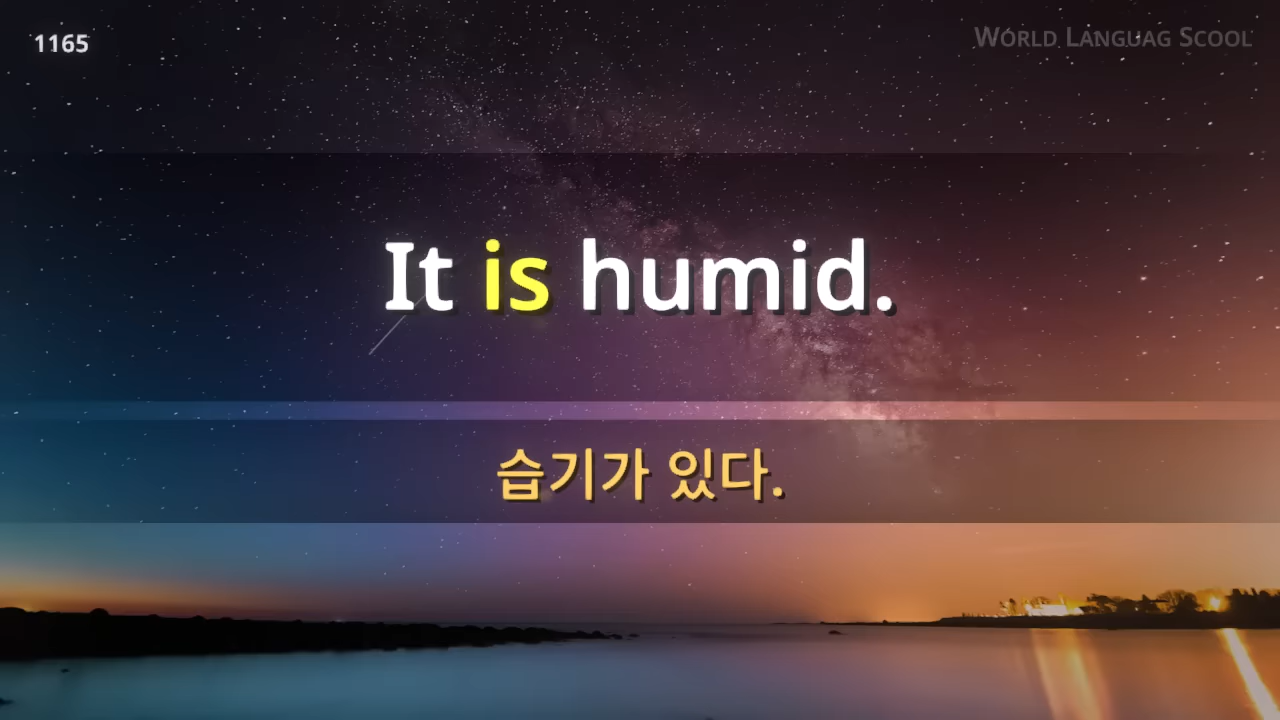 1165
WORLD LANGUAG SCOOL
It is humid.
습기가 있다.